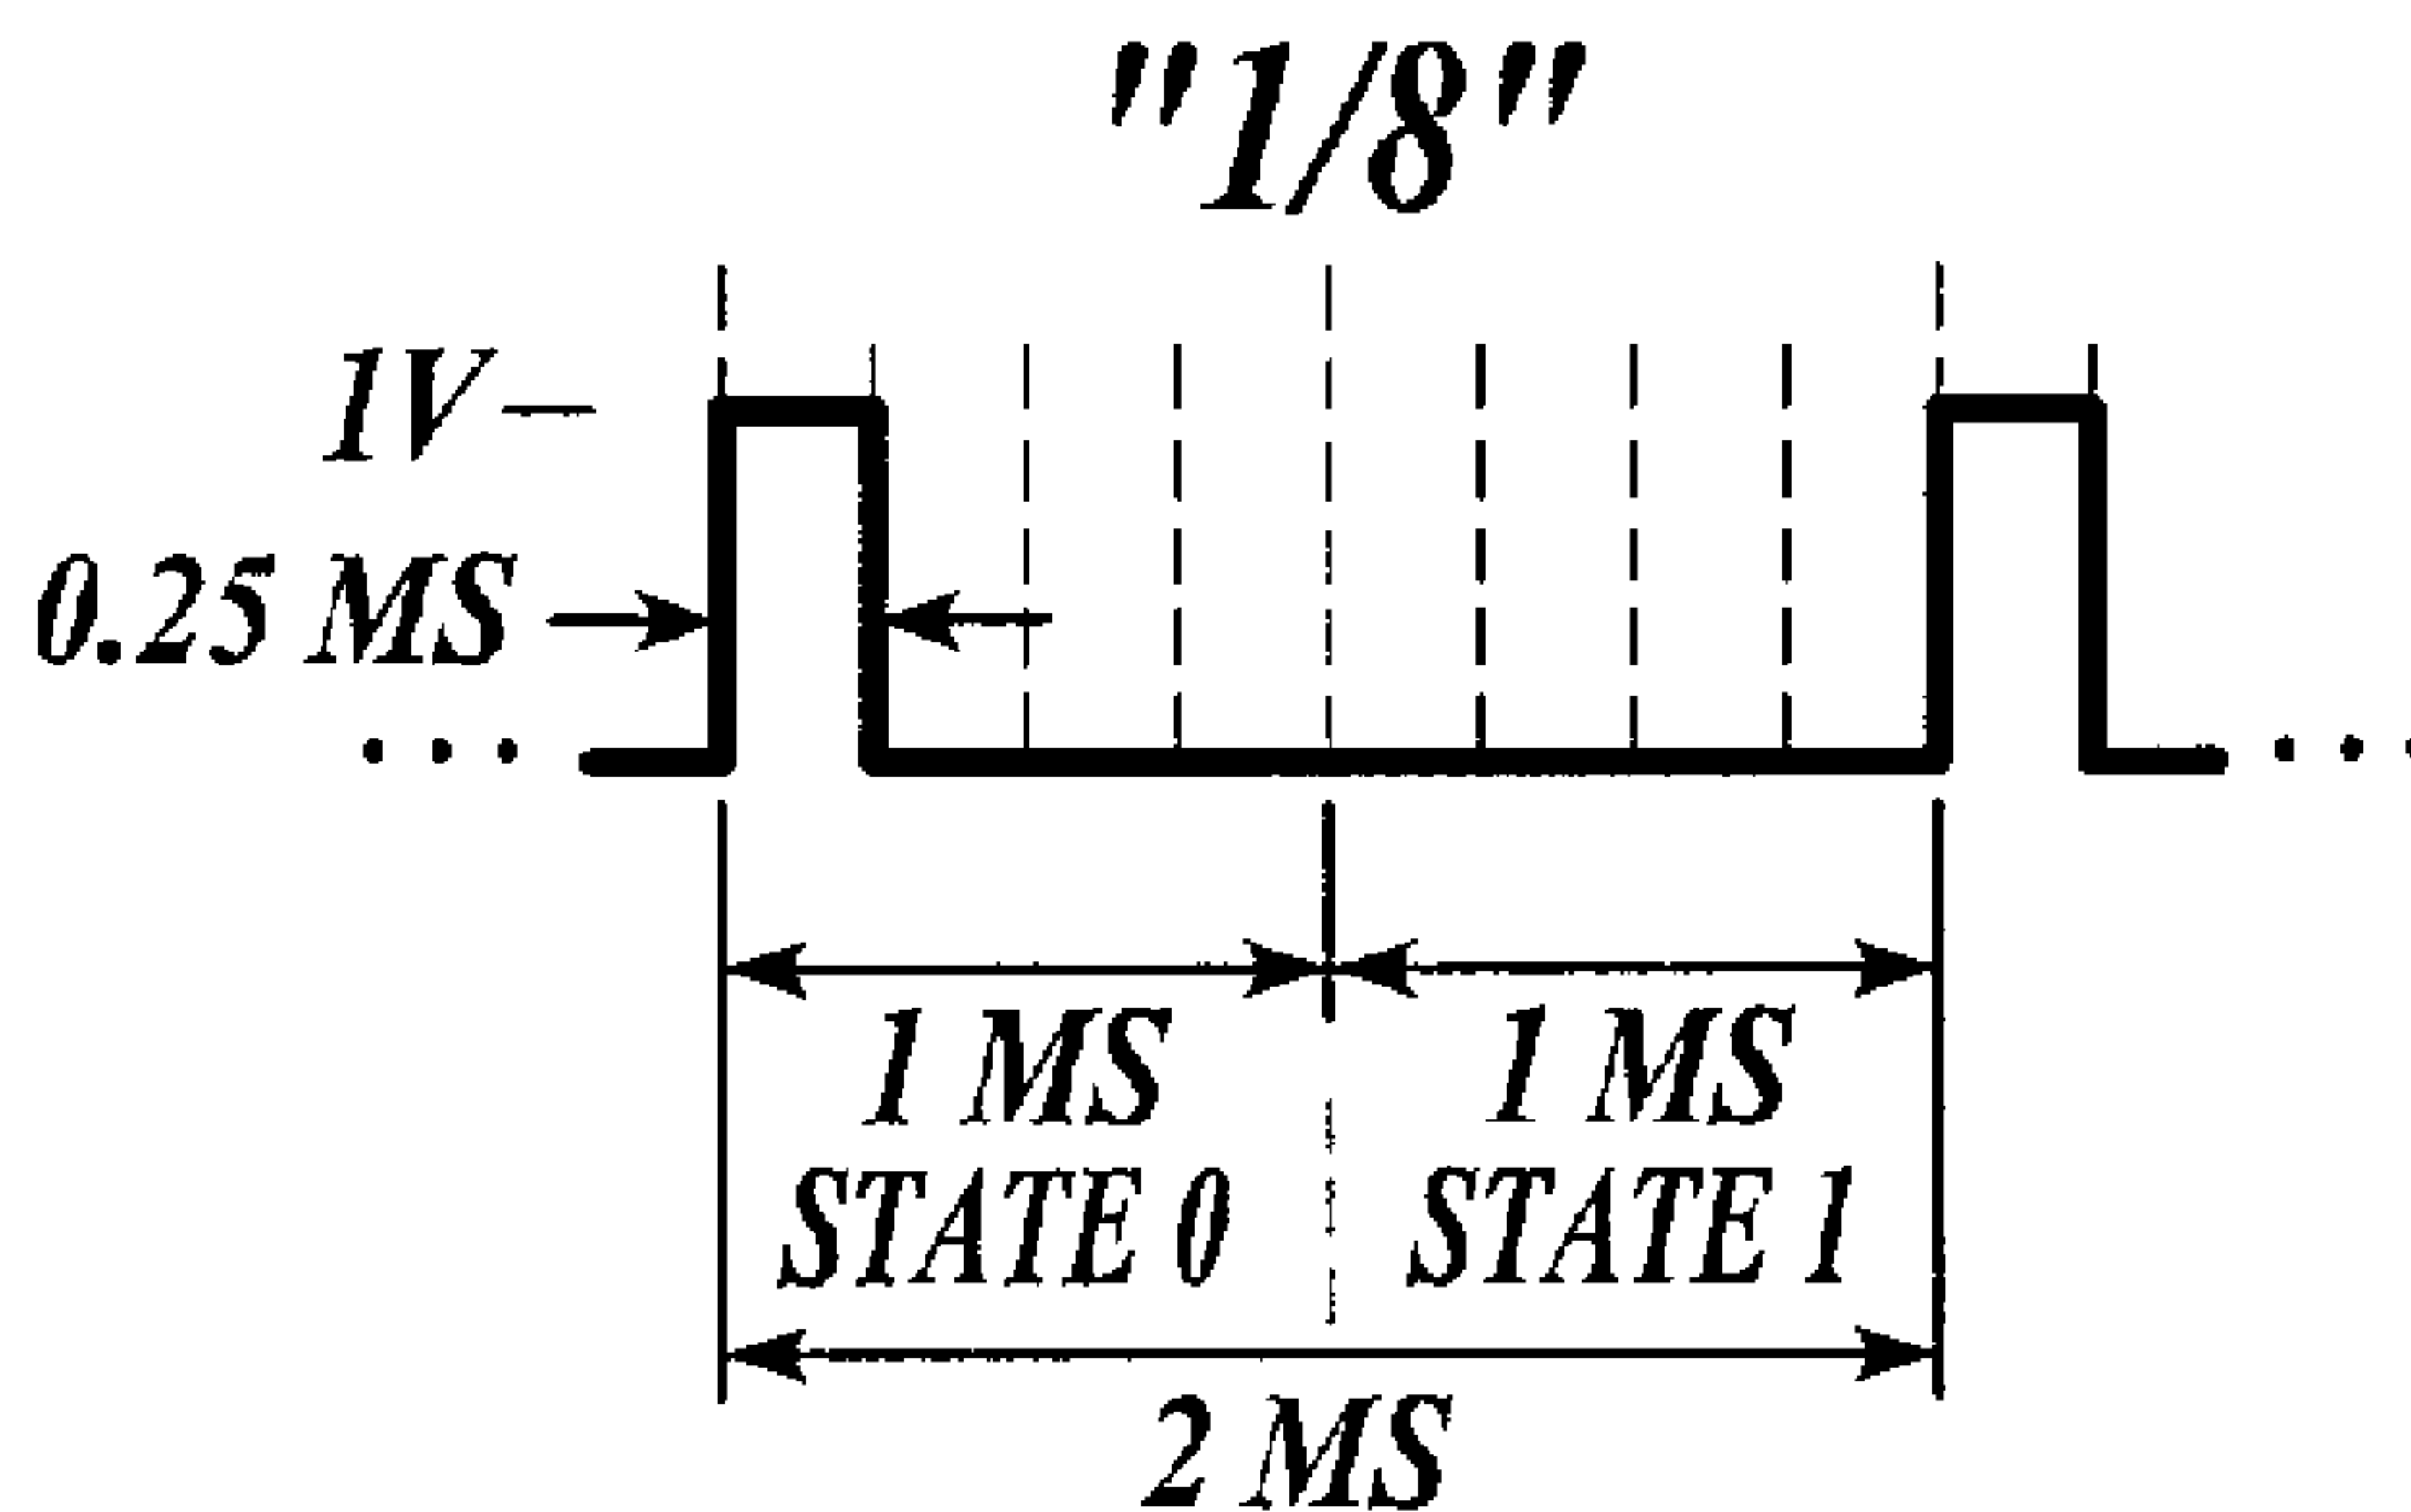 "1/8"
1V
0.25 MS
. . .
. . .
1 MS
1 MS
STATE 0
STATE 1
2 MS